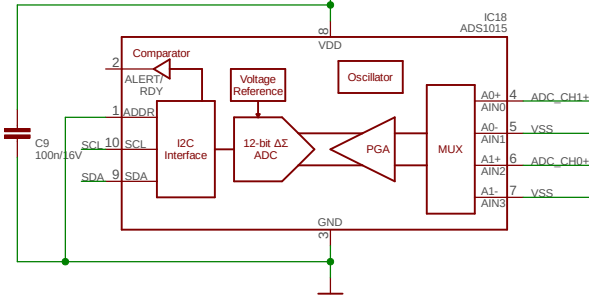 IC18
ADS1015
8
VDD
Comparator
2
ALERT/
RDY
Voltage
Reference
Oscillator
A0+
4
ADC_CH1+
AIN0
1
ADDR
A0-
5
VSS
AIN1
C9
100n/16V
SCL
10
SCL
I2C
Interface
12-bit ΔΣ
ADC
PGA
MUX
A1+
6
ADC_CH0+
AIN2
SDA
9
SDA
A1-
7
VSS
AIN3
GND
3